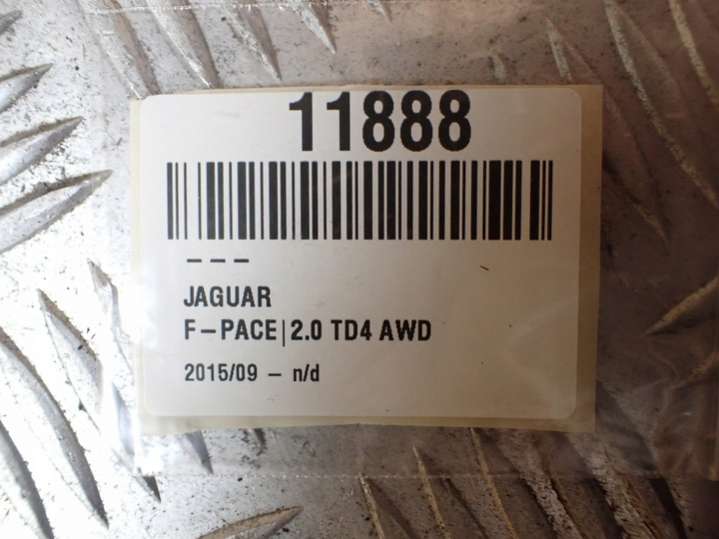 11888
---
JAGUAR
F-PACE|2.0 TD4 AWD
2015/09 - n/d